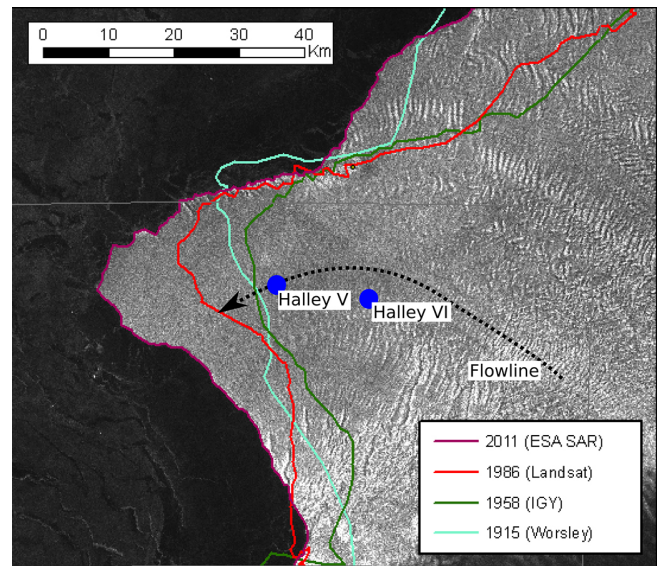 0 10 20 30 40
Km
Halley V
Halley VI
Flowline
2011 (ESA SAR)
1986 (Landsat)
1958 (IGY)
1915 (Worsley)